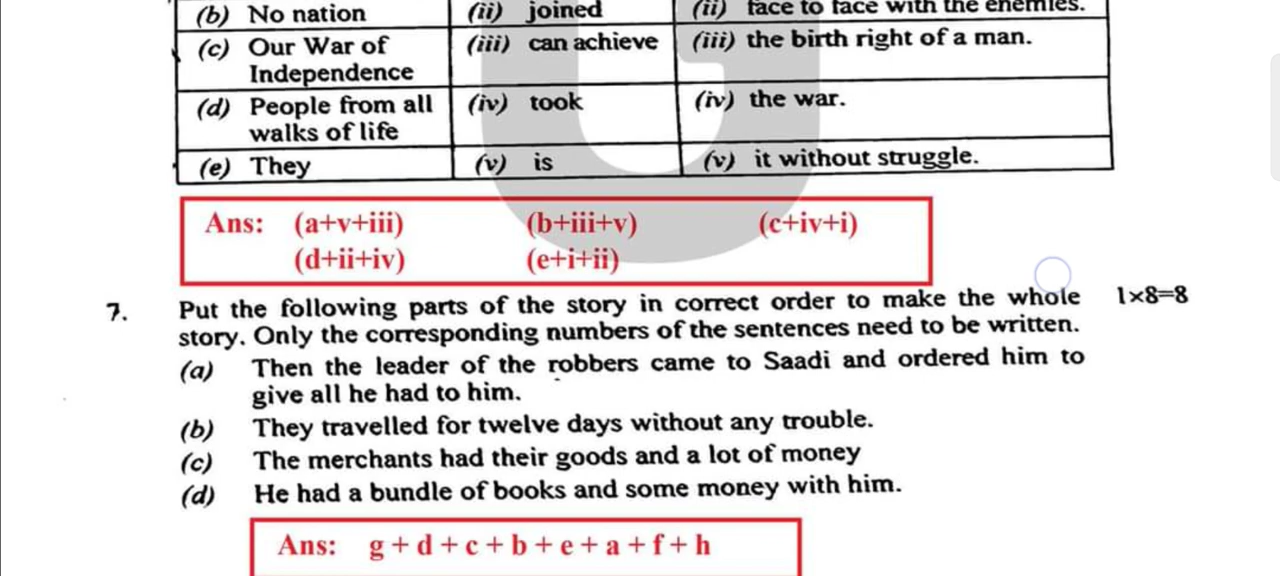 (b) No nation (ii) joined (ii) face to face with the enemies.
(c) Our War of (iii) can achieve (iii) the birth right of a man.
Independence
(d) People from all (iv) took (iv) the war.
walks of life
(e) They (v) is (v) it without struggle.
Ans: (a+v+iii) (b+iii+v) (c+iv+i)
(d+ii+iv) (e+i+ii)
7. Put the following parts of the story in correct order to make the whole 1×8=8
story. Only the corresponding numbers of the sentences need to be written.
(a) Then the leader of the robbers came to Saadi and ordered him to
give all he had to him.
(b) They travelled for twelve days without any trouble.
(c) The merchants had their goods and a lot of money
(d) He had a bundle of books and some money with him.
Ans: g + d + c + b + e + a + f + h